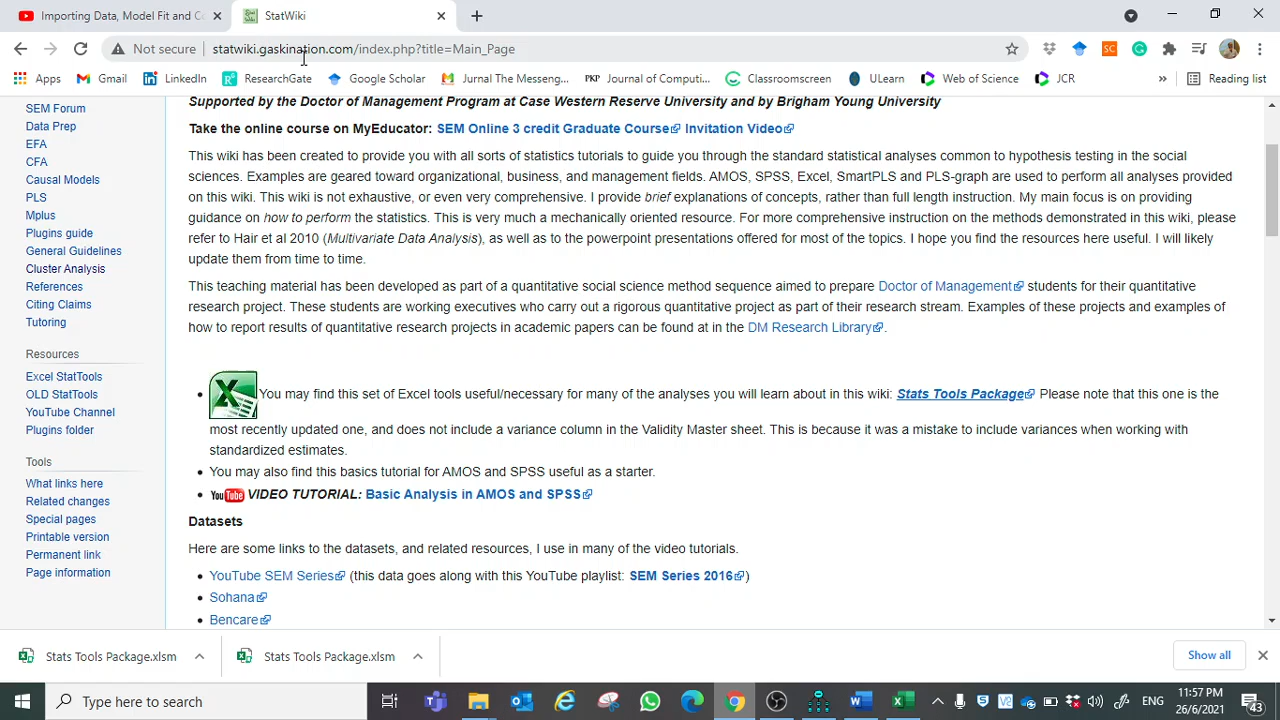 Importing Data, Model Fit and Co
StatWiki
Not secure
statwiki.gaskination.com/index.php?title=Main_Page
Apps
Gmail
LinkedIn
ResearchGate
Google Scholar
Jurnal The Messeng...
PKP
Journal of Computi...
Classroomscreen
ULearn
Web of Science
JCR
»
Reading list
SEM Forum
Data Prep
EFA
CFA
Causal Models
PLS
Mplus
Plugins guide
General Guidelines
Cluster Analysis
References
Citing Claims
Tutoring
Resources
Excel StatTools
OLD StatTools
YouTube Channel
Plugins folder
Tools
What links here
Related changes
Special pages
Printable version
Permanent link
Page information
Supported by the Doctor of Management Program at Case Western Reserve University and by Brigham Young University
Take the online course on MyEducator: SEM Online 3 credit Graduate Course Invitation Video
This wiki has been created to provide you with all sorts of statistics tutorials to guide you through the standard statistical analyses common to hypothesis testing in the social
sciences. Examples are geared toward organizational, business, and management fields. AMOS, SPSS, Excel, SmartPLS and PLS-graph are used to perform all analyses provided
on this wiki. This wiki is not exhaustive, or even very comprehensive. I provide brief explanations of concepts, rather than full length instruction. My main focus is on providing
guidance on how to perform the statistics. This is very much a mechanically oriented resource. For more comprehensive instruction on the methods demonstrated in this wiki, please
refer to Hair et al 2010 (Multivariate Data Analysis), as well as to the powerpoint presentations offered for most of the topics. I hope you find the resources here useful. I will likely
update them from time to time.
This teaching material has been developed as part of a quantitative social science method sequence aimed to prepare Doctor of Management students for their quantitative
research project. These students are working executives who carry out a rigorous quantitative project as part of their research stream. Examples of these projects and examples of
how to report results of quantitative research projects in academic papers can be found at in the DM Research Library.
You may find this set of Excel tools useful/necessary for many of the analyses you will learn about in this wiki: Stats Tools Package Please note that this one is the
most recently updated one, and does not include a variance column in the Validity Master sheet. This is because it was a mistake to include variances when working with
standardized estimates.
You may also find this basics tutorial for AMOS and SPSS useful as a starter.
YouTube VIDEO TUTORIAL: Basic Analysis in AMOS and SPSS
Datasets
Here are some links to the datasets, and related resources, I use in many of the video tutorials.
YouTube SEM Series (this data goes along with this YouTube playlist: SEM Series 2016)
Sohana
Bencare
Stats Tools Package.xlsm
Stats Tools Package.xlsm
Show all
Type here to search
ENG
11:57 PM
26/6/2021
43